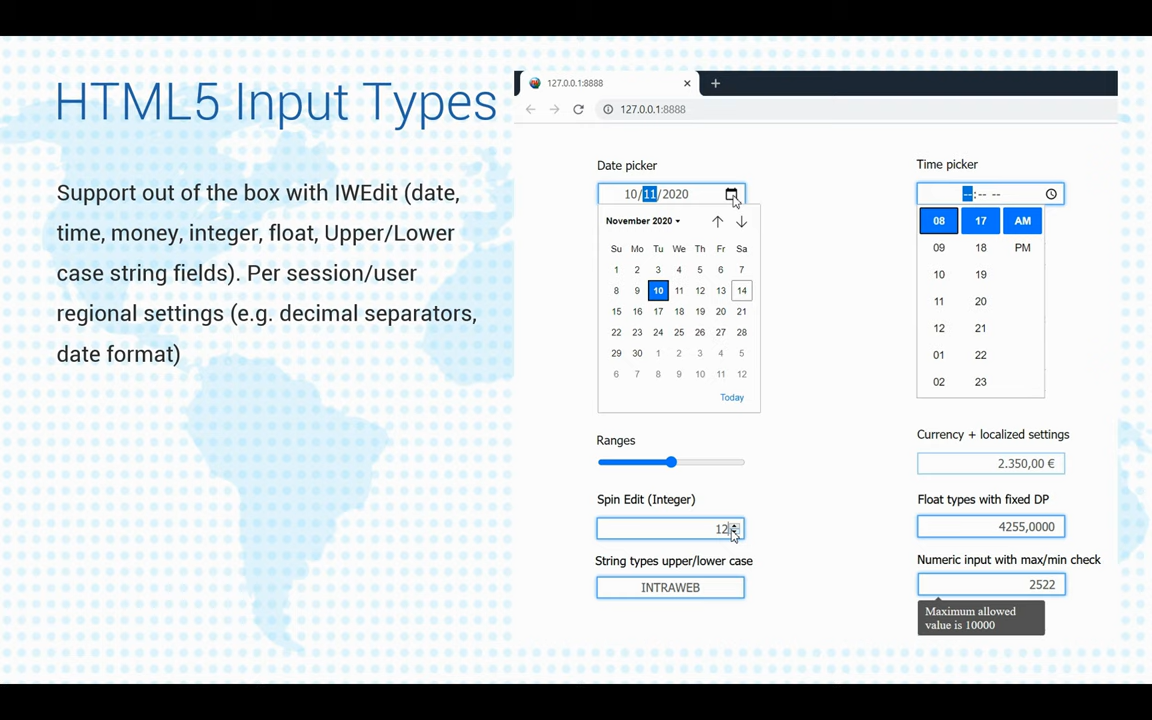 HTML5 Input Types
Support out of the box with IWEdit (date,
time, money, integer, float, Upper/Lower
case string fields). Per session/user
regional settings (e.g. decimal separators,
date format)
127.0.0.1:8888
127.0.0.1:8888
Date picker
10/11/2020
November 2020
Su Mo Tu We Th Fr Sa
1 2 3 4 5 6 7
8 9 10 11 12 13 14
15 16 17 18 19 20 21
22 23 24 25 26 27 28
29 30 1 2 3 4 5
6 7 8 9 10 11 12
Today
Time picker
--:-- --
08 17 AM
09 18 PM
10 19
11 20
12 21
01 22
02 23
Ranges
Currency + localized settings
2.350,00 €
Spin Edit (Integer)
12
Float types with fixed DP
4255,0000
String types upper/lower case
INTRAWEB
Numeric input with max/min check
2522
Maximum allowed
value is 10000